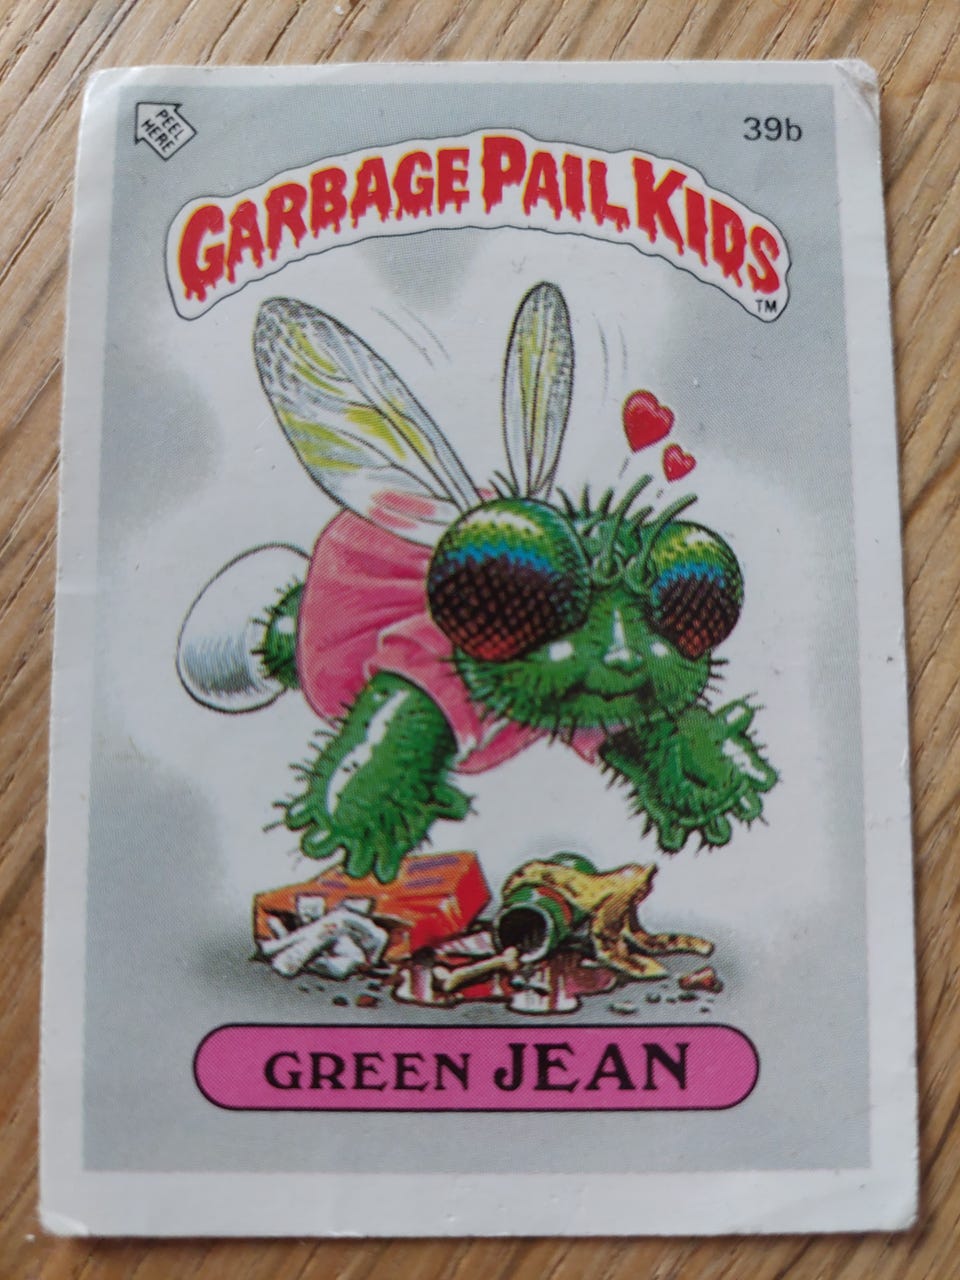 PEEL
HERE
39b
GARBAGE PAIL KIDS
TM
GREEN JEAN